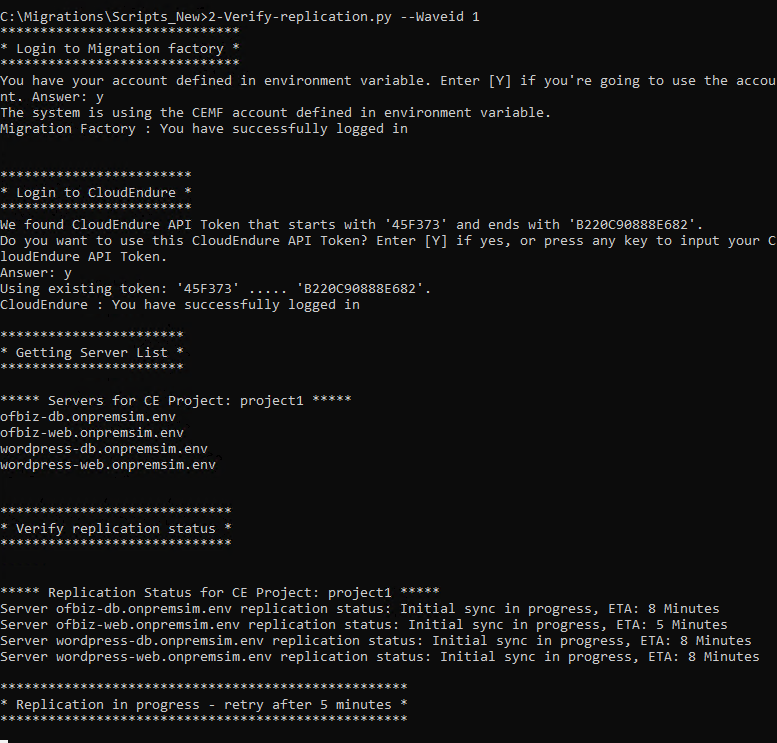 C:\Migrations\Scripts_New>2-Verify-replication.py --Waveid 1
******************************
* Login to Migration factory *
******************************
You have your account defined in environment variable. Enter [Y] if you're going to use the accou
nt. Answer: y
The system is using the CEMF account defined in environment variable.
Migration Factory : You have successfully logged in
************************
* Login to CloudEndure *
************************
We found CloudEndure API Token that starts with '45F373' and ends with 'B220C90888E682'.
Do you want to use this CloudEndure API Token? Enter [Y] if yes, or press any key to input your C
loudEndure API Token.
Answer: y
Using existing token: '45F373' ..... 'B220C90888E682'.
CloudEndure : You have successfully logged in
***********************
* Getting Server List *
***********************
***** Servers for CE Project: project1 *****
ofbiz-db.onpremsim.env
ofbiz-web.onpremsim.env
wordpress-db.onpremsim.env
wordpress-web.onpremsim.env
*****************************
* Verify replication status *
*****************************
***** Replication Status for CE Project: project1 *****
Server ofbiz-db.onpremsim.env replication status: Initial sync in progress, ETA: 8 Minutes
Server ofbiz-web.onpremsim.env replication status: Initial sync in progress, ETA: 5 Minutes
Server wordpress-db.onpremsim.env replication status: Initial sync in progress, ETA: 8 Minutes
Server wordpress-web.onpremsim.env replication status: Initial sync in progress, ETA: 8 Minutes
***************************************************
* Replication in progress - retry after 5 minutes *
***************************************************